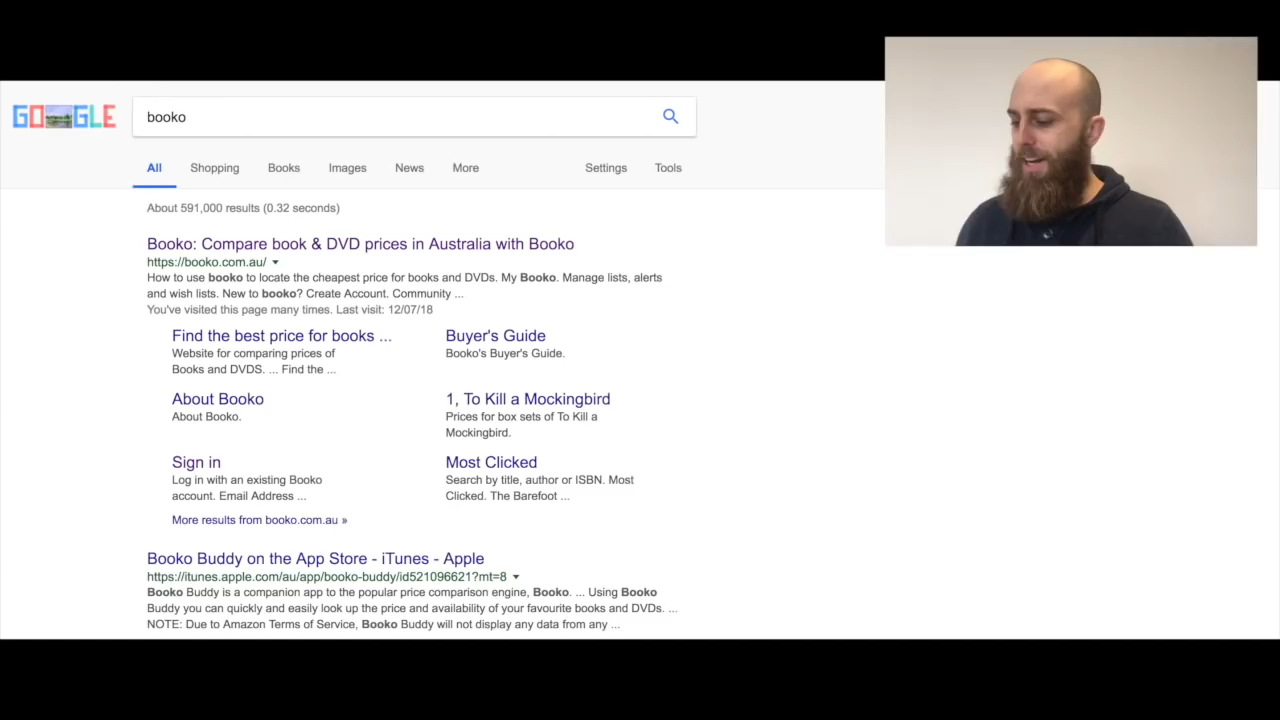 GOOGLE
booko
All Shopping Books Images News More Settings Tools
About 591,000 results (0.32 seconds)
Booko: Compare book & DVD prices in Australia with Booko
https://booko.com.au/
How to use booko to locate the cheapest price for books and DVDs. My Booko. Manage lists, alerts
and wish lists. New to booko? Create Account. Community ...
You've visited this page many times. Last visit: 12/07/18
Find the best price for books ...
Website for comparing prices of
Books and DVDS. ... Find the ...
Buyer's Guide
Booko's Buyer's Guide.
About Booko
About Booko.
1, To Kill a Mockingbird
Prices for box sets of To Kill a
Mockingbird.
Sign in
Log in with an existing Booko
account. Email Address ...
Most Clicked
Search by title, author or ISBN. Most
Clicked. The Barefoot ...
More results from booko.com.au »
Booko Buddy on the App Store - iTunes - Apple
https://itunes.apple.com/au/app/booko-buddy/id521096621?mt=8
Booko Buddy is a companion app to the popular price comparison engine, Booko. ... Using Booko
Buddy you can quickly and easily look up the price and availability of your favourite books and DVDs. ...
NOTE: Due to Amazon Terms of Service, Booko Buddy will not display any data from any ...